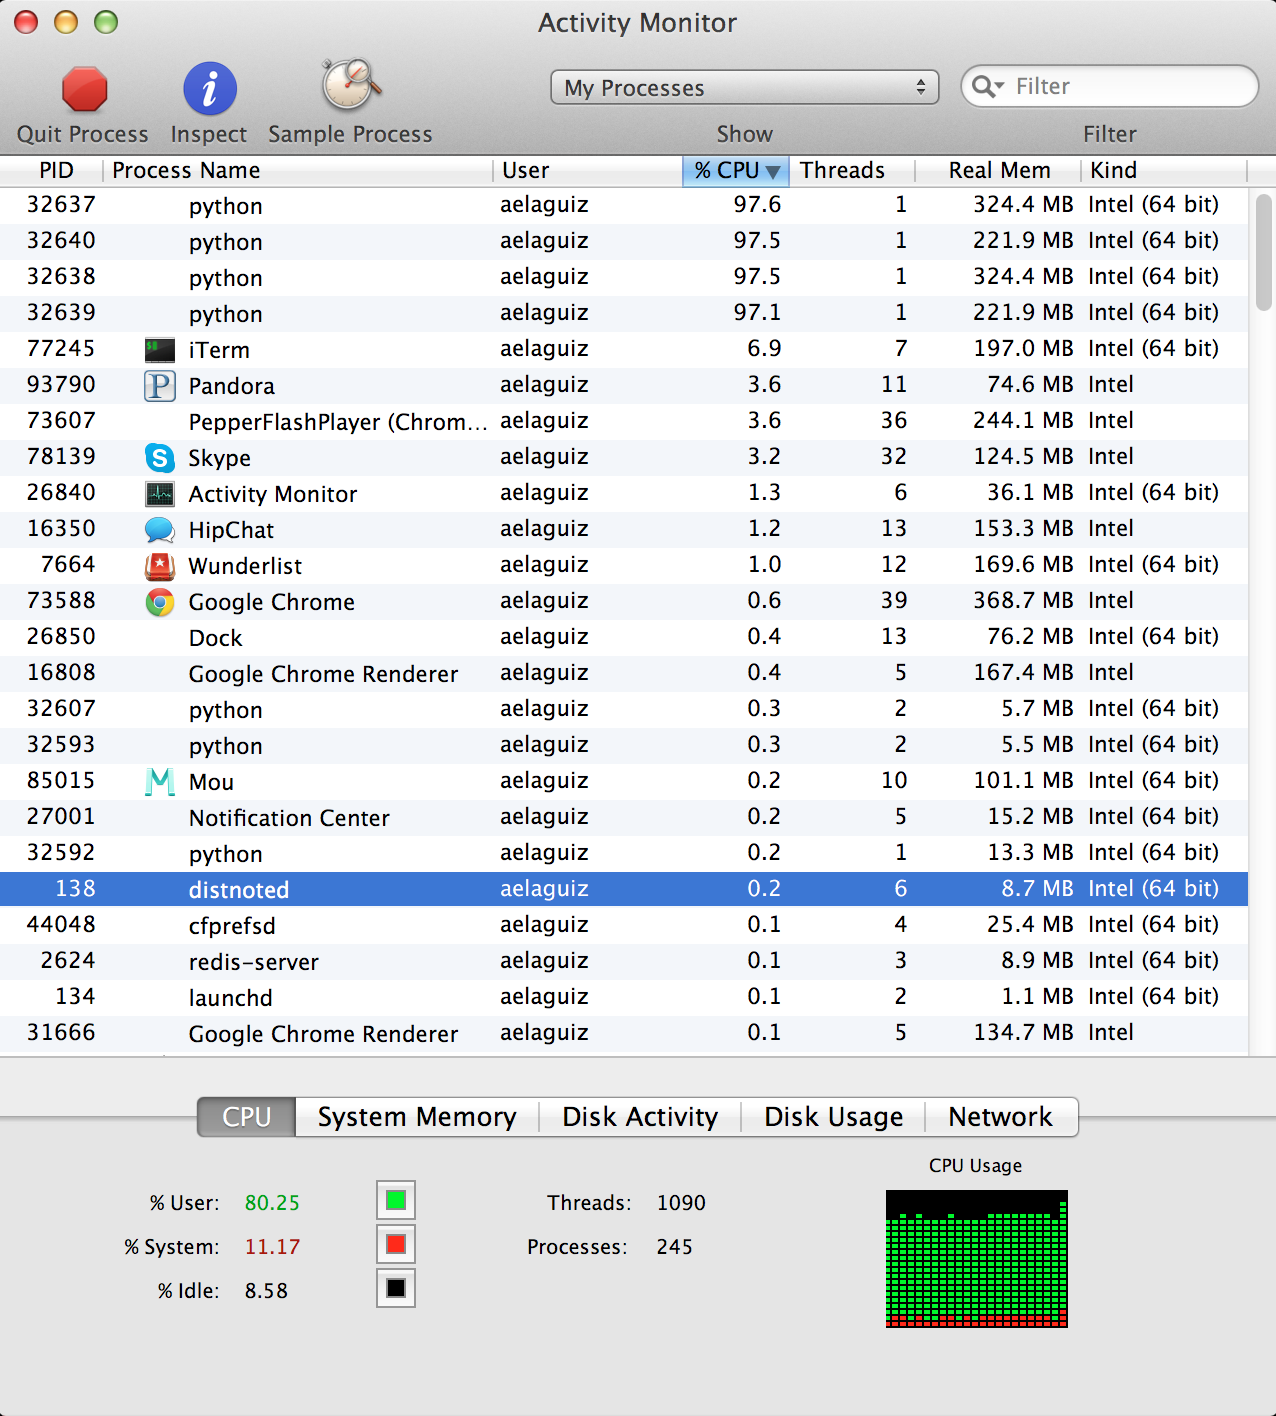 Activity Monitor
Quit Process Inspect Sample Process My Processes Show Filter Filter
PID Process Name User % CPU Threads Real Mem Kind
32637 python aelaguiz 97.6 1 324.4 MB Intel (64 bit)
32640 python aelaguiz 97.5 1 221.9 MB Intel (64 bit)
32638 python aelaguiz 97.5 1 324.4 MB Intel (64 bit)
32639 python aelaguiz 97.1 1 221.9 MB Intel (64 bit)
77245 iTerm aelaguiz 6.9 7 197.0 MB Intel (64 bit)
93790 Pandora aelaguiz 3.6 11 74.6 MB Intel
73607 PepperFlashPlayer (Chrom... aelaguiz 3.6 36 244.1 MB Intel
78139 Skype aelaguiz 3.2 32 124.5 MB Intel
26840 Activity Monitor aelaguiz 1.3 6 36.1 MB Intel (64 bit)
16350 HipChat aelaguiz 1.2 13 153.3 MB Intel
7664 Wunderlist aelaguiz 1.0 12 169.6 MB Intel (64 bit)
73588 Google Chrome aelaguiz 0.6 39 368.7 MB Intel
26850 Dock aelaguiz 0.4 13 76.2 MB Intel (64 bit)
16808 Google Chrome Renderer aelaguiz 0.4 5 167.4 MB Intel
32607 python aelaguiz 0.3 2 5.7 MB Intel (64 bit)
32593 python aelaguiz 0.3 2 5.5 MB Intel (64 bit)
85015 Mou aelaguiz 0.2 10 101.1 MB Intel (64 bit)
27001 Notification Center aelaguiz 0.2 5 15.2 MB Intel (64 bit)
32592 python aelaguiz 0.2 1 13.3 MB Intel (64 bit)
138 distnoted aelaguiz 0.2 6 8.7 MB Intel (64 bit)
44048 cfprefsd aelaguiz 0.1 4 25.4 MB Intel (64 bit)
2624 redis-server aelaguiz 0.1 3 8.9 MB Intel (64 bit)
134 launchd aelaguiz 0.1 2 1.1 MB Intel (64 bit)
31666 Google Chrome Renderer aelaguiz 0.1 5 134.7 MB Intel
CPU System Memory Disk Activity Disk Usage Network
CPU Usage
% User: 80.25 Threads: 1090
% System: 11.17 Processes: 245
% Idle: 8.58